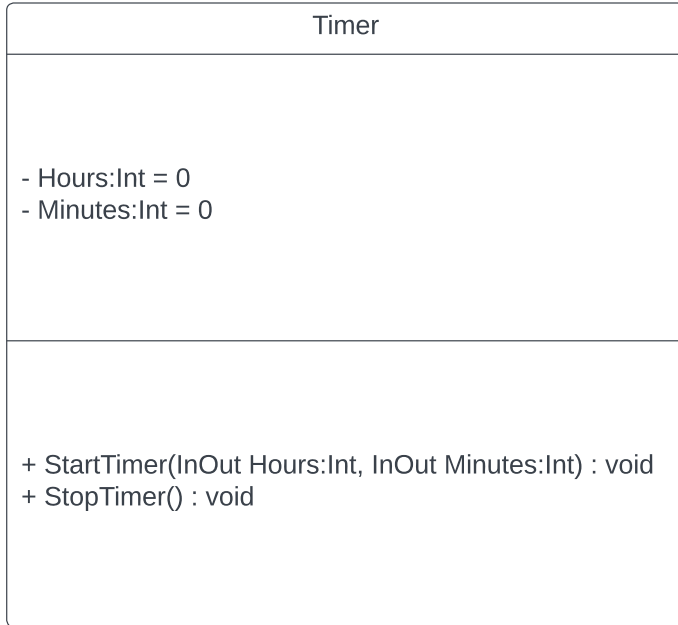 Timer
- Hours:Int = 0
- Minutes:Int = 0
+ StartTimer(InOut Hours:Int, InOut Minutes:Int) : void
+ StopTimer() : void